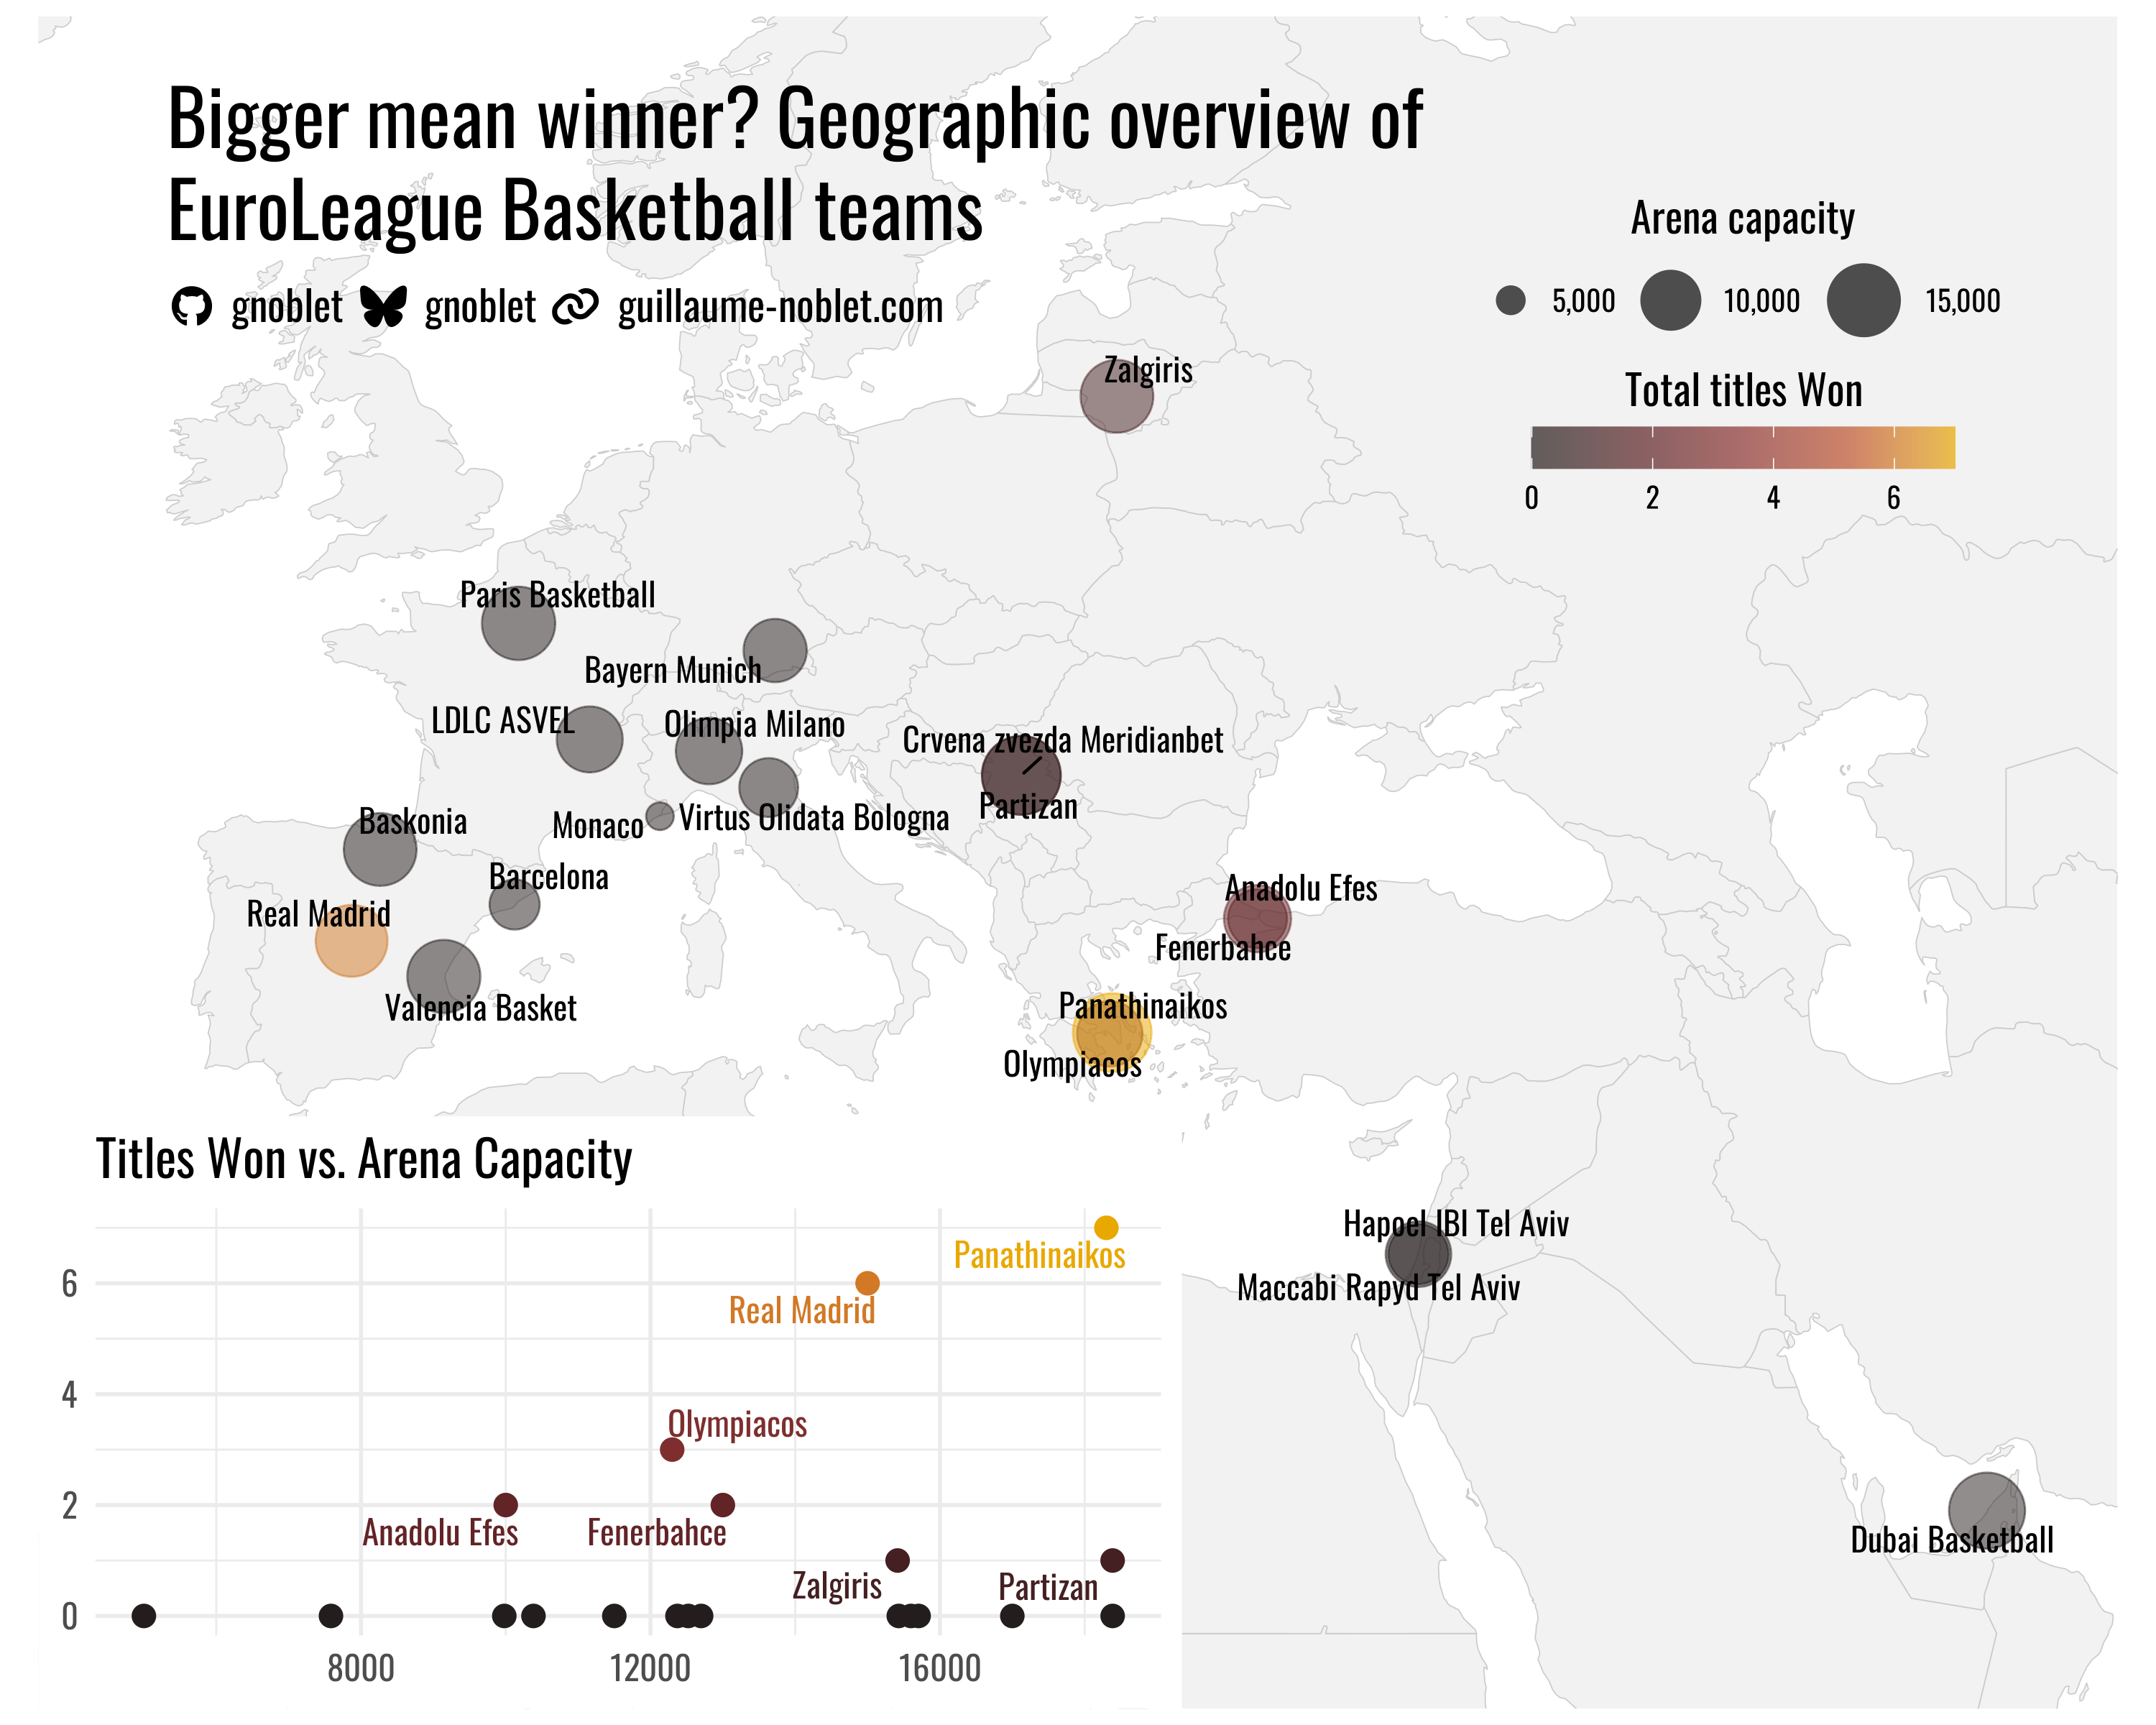 Bigger mean winner? Geographic overview of
EuroLeague Basketball teams
gnoblet gnoblet guillaume-noblet.com
Arena capacity
5,000 10,000 15,000
Total titles Won
0 2 4 6
Zalgiris
Paris Basketball
Bayern Munich
LDLC ASVEL
Olimpia Milano
Crvena zvezda Meridianbet
Partizan
Monaco
Virtus Olidata Bologna
Baskonia
Barcelona
Real Madrid
Valencia Basket
Anadolu Efes
Fenerbahce
Panathinaikos
Olympiacos
Hapoel IBI Tel Aviv
Maccabi Rapyd Tel Aviv
Dubai Basketball
Titles Won vs. Arena Capacity
Panathinaikos
6
Real Madrid
4
Olympiacos
2
Anadolu Efes
Fenerbahce
Zalgiris
Partizan
0
8000 12000 16000